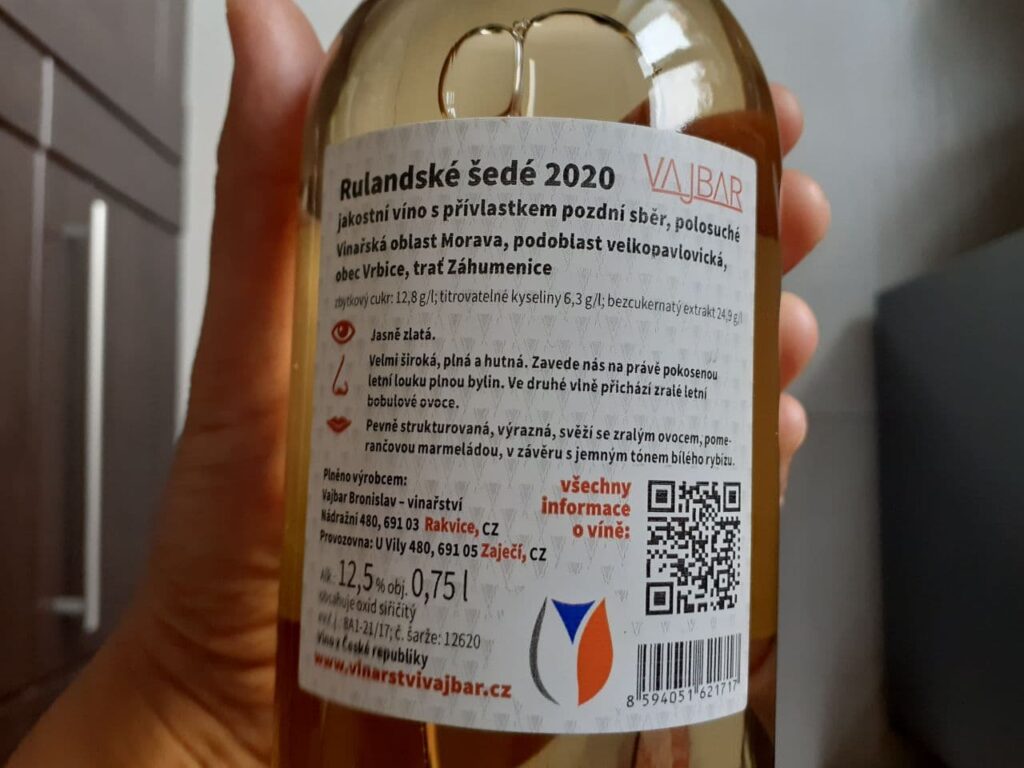 Rulandské šedé 2020
VAJBAR
jakostní víno s přívlastkem pozdní sběr, polosuché
Vinařská oblast Morava, podoblast velkopavlovická,
obec Vrbice, trať Záhumenice
zbytkový cukr: 12,8 g/l; titrovatelné kyseliny 6,3 g/l; bezcukernatý extrakt 24,9 g/l
Jasně zlatá.
Velmi široká, plná a hutná. Zavede nás na právě pokosenou
letní louku plnou bylin. Ve druhé vlně přichází zralé letní
bobulové ovoce.
Pevně strukturovaná, výrazná, svěží se zralým ovocem, pome-
rančovou marmeládou, v závěru s jemným tónem bílého rybízu.
Plněno výrobcem:
Vajbar Bronislav – vinařství
Nádražní 480, 691 03 Rakvice, CZ
Provozovna: U Vily 480, 691 05 Zaječí, CZ
všechny
informace
o víně:
Alk. 12,5 % obj. 0,75 l
obsahuje oxid siřičitý
ev.č.j. 8A1-21/17; č. šarže: 12620
Víno z České republiky
www.vinarstvivajbar.cz
8 594051 621717